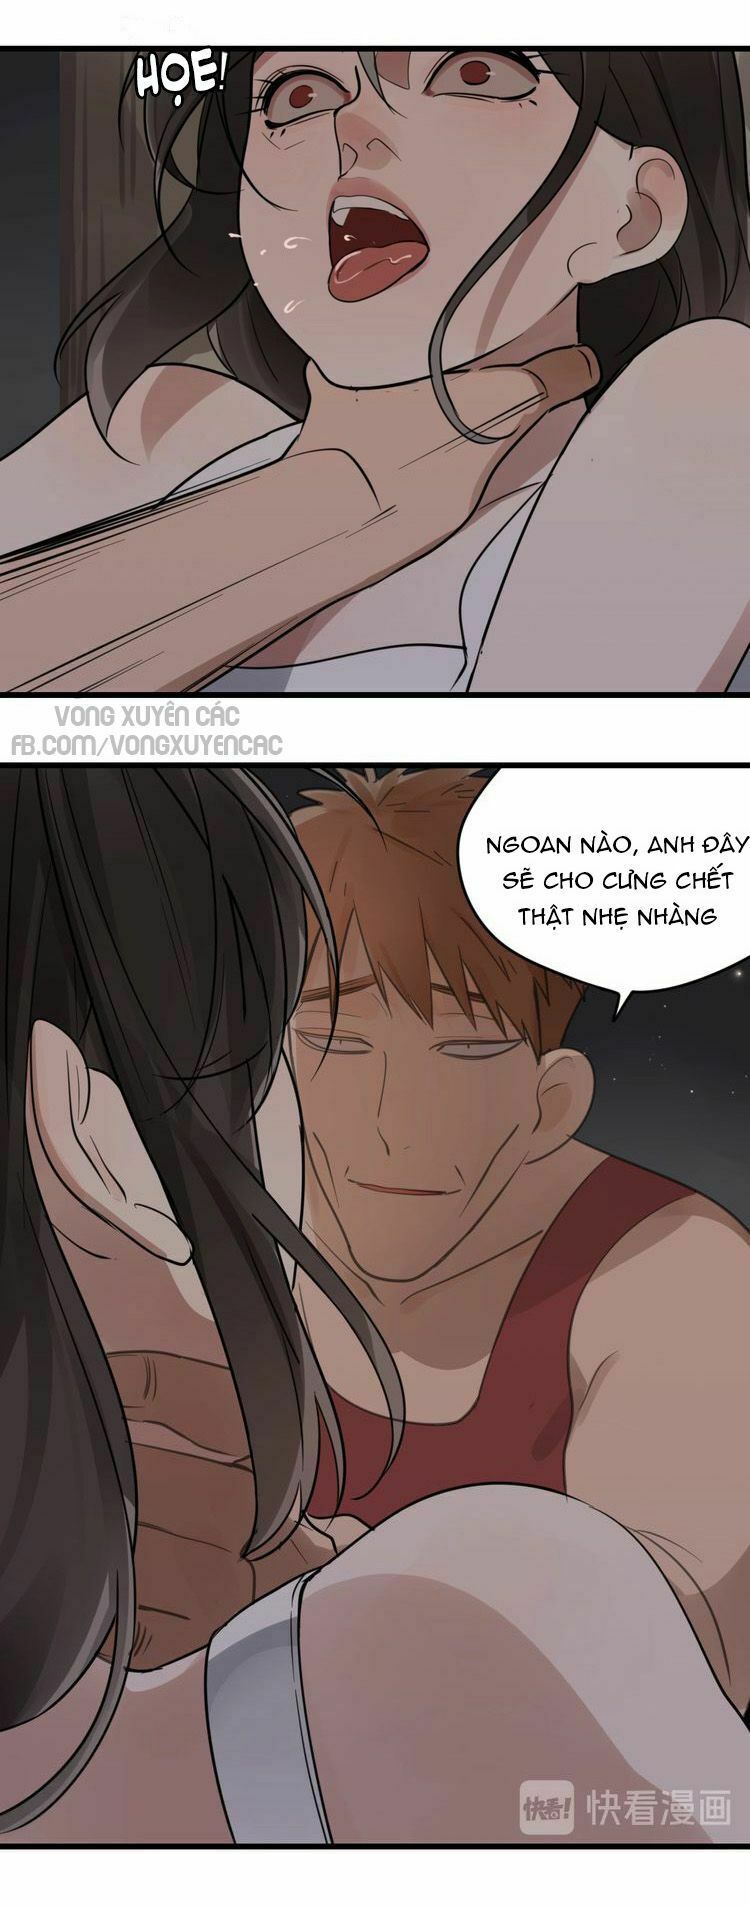 HỌE!
VONG XUYÊN CÁC
FB.COM/VONGXUYENCAC
NGOAN NÀO, ANH ĐÂY
SẼ CHO CƯNG CHẾT
THẬT NHẸ NHÀNG
快看! 快看漫画